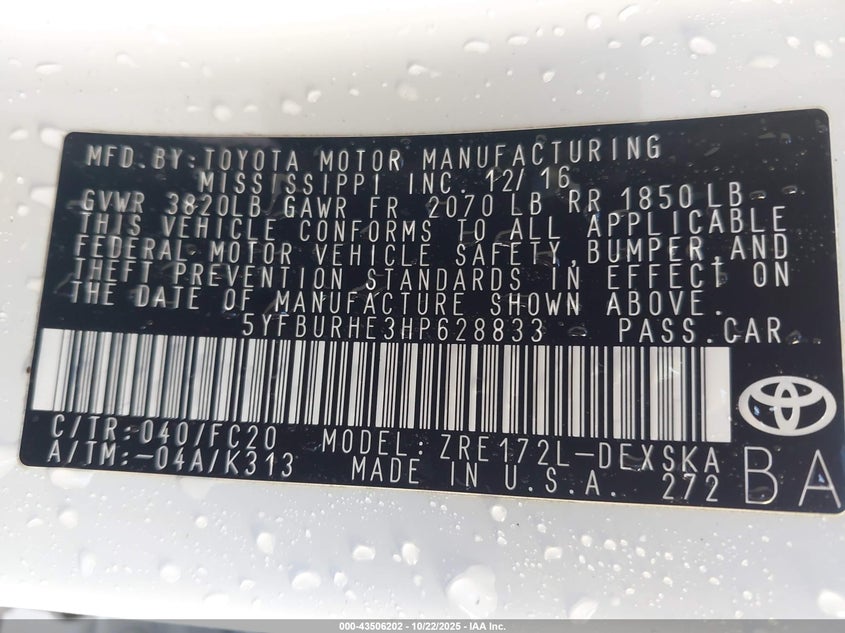 MFD.BY:TOYOTA MOTOR MANUFACTURING
MISSISSIPPI INC. 12/16
GVWR 3820LB GAWR FR 2070 LB RR 1850LB
THIS VEHICLE CONFORMS TO ALL APPLICABLE
FEDERAL MOTOR VEHICLE SAFETY,BUMPER,AND
THEFT PREVENTION STANDARDS IN EFFECT ON
THE DATE OF MANUFACTURE SHOWN ABOVE.
5YFBURHE3HP628833 PASS.CAR
C/TR:040/FC20 MODEL:ZRE172L-DEXSKA
A/TM:-04A/K313 MADE IN U.S.A. 272
BA
000-43506202 - 10/22/2025 - IAA Inc.